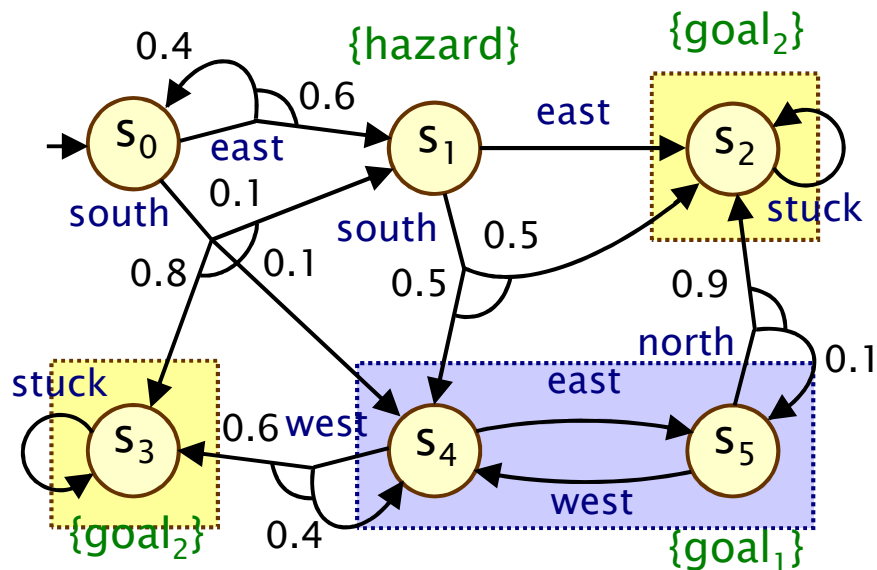 {goal₂}
0.4
{hazard}
0.6
east
s₀
s₁
s₂
east
0.1
south
south
0.5
stuck
0.8
0.1
0.5
0.9
north
0.1
stuck
east
0.6
west
s₃
s₄
s₅
west
0.4
{goal₂}
{goal₁}